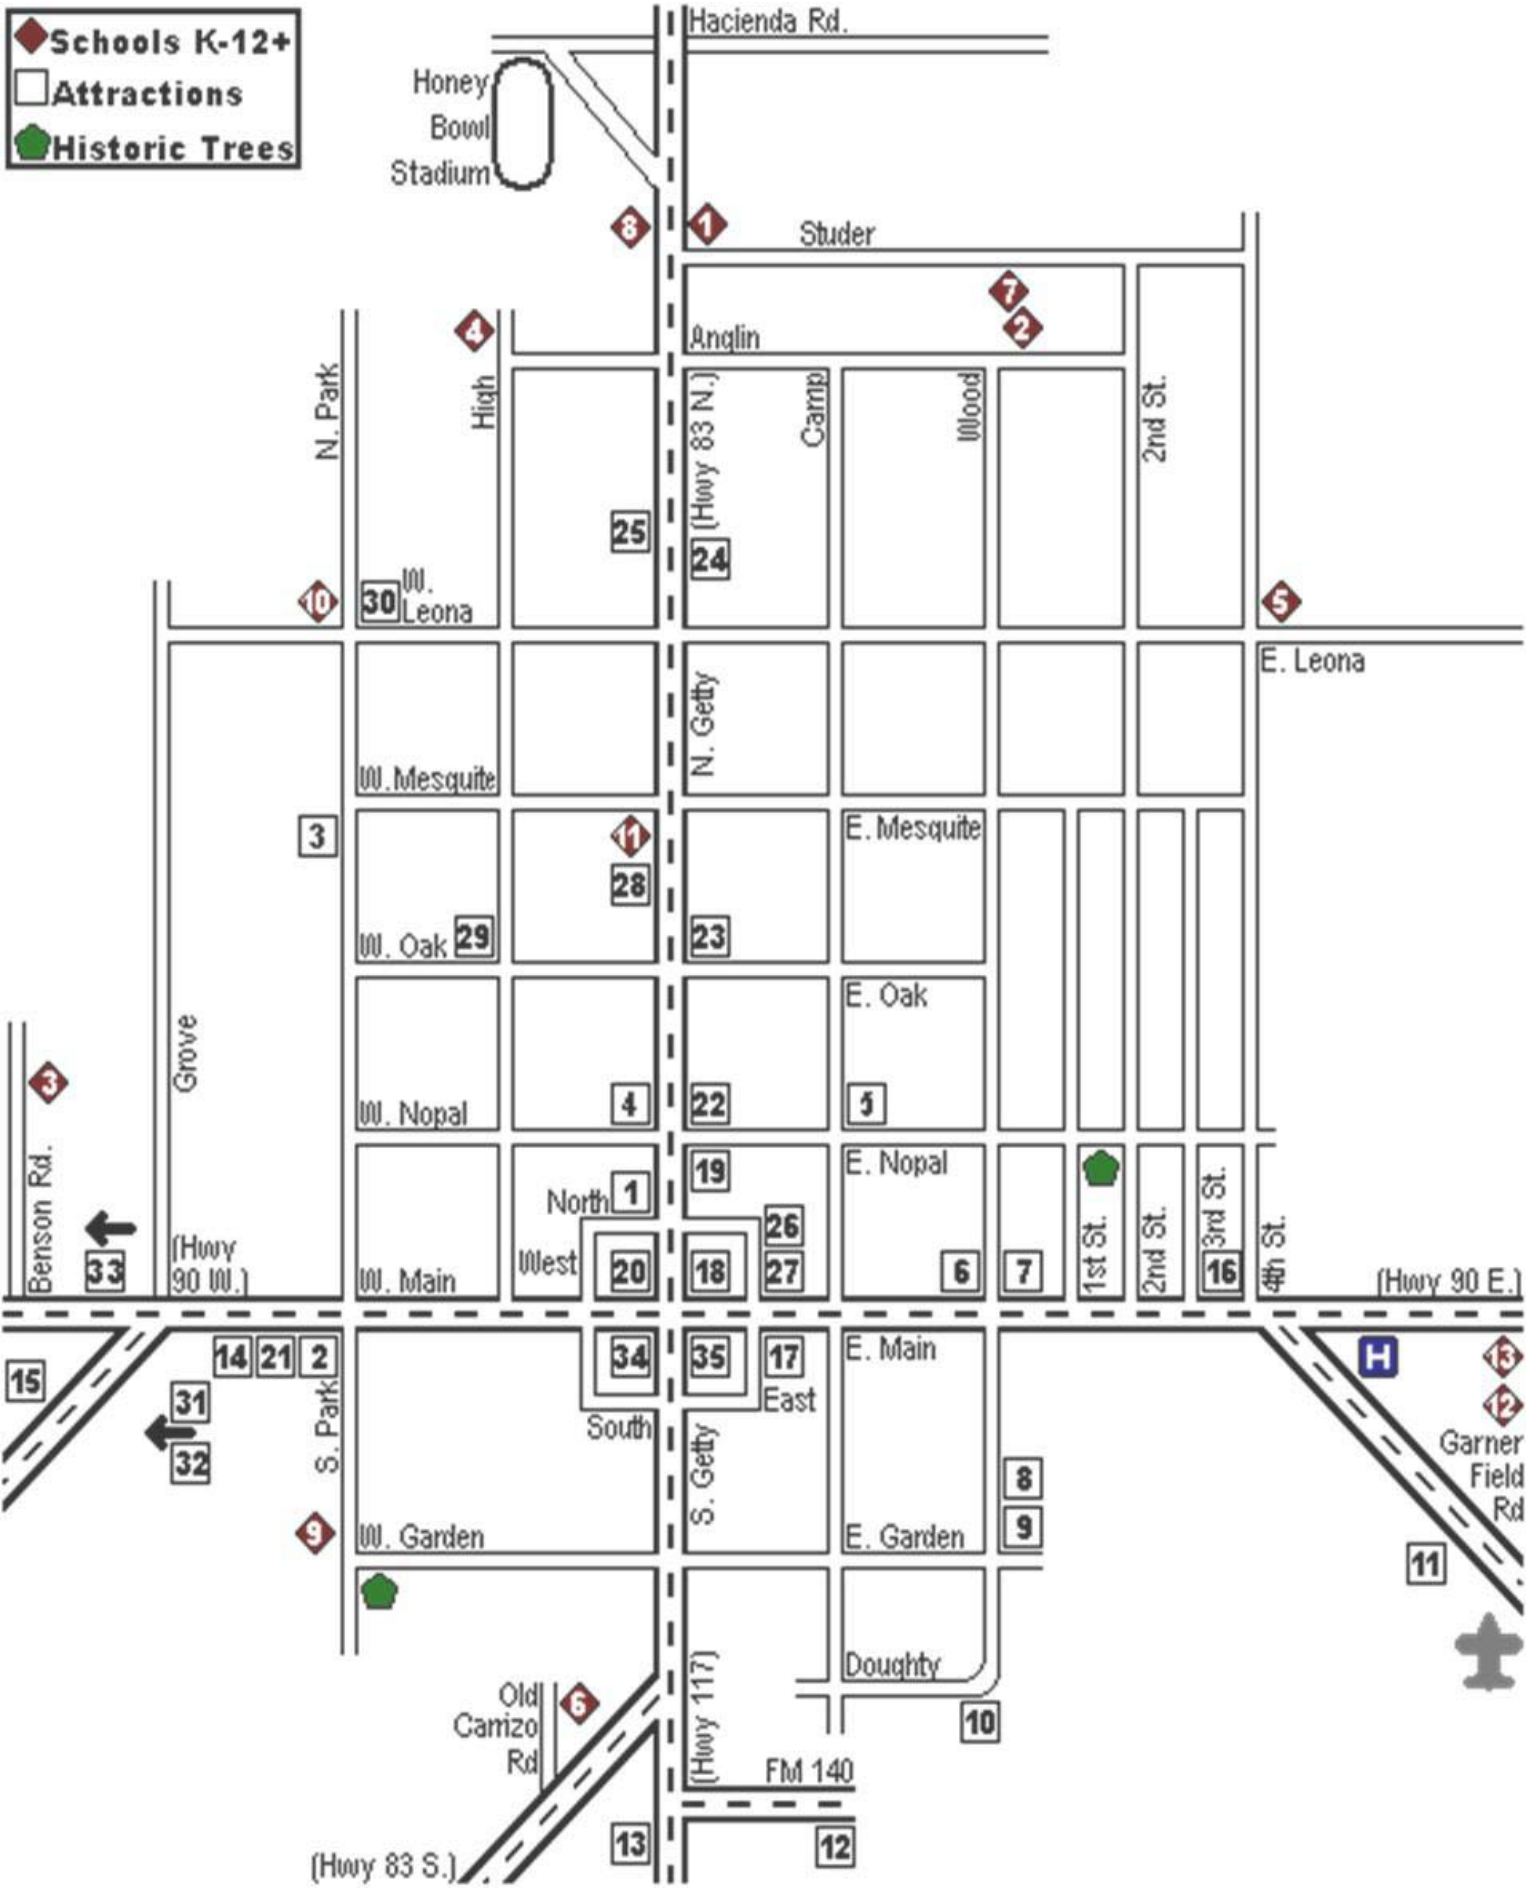 Schools K-12+
Attractions
Historic Trees
Hacienda Rd.
Honey
Bowl
Stadium
8
1
Studer
7
2
4
Anglin
N. Park
High
(Hwy 83 N.)
Camp
Wood
2nd St.
25
24
10
30
W.
Leona
5
E. Leona
N. Getty
W.Mesquite
3
11
E. Mesquite
28
W. Oak
29
23
E. Oak
Grove
3
W. Nopal
4
22
5
Benson Rd.
North
1
19
E. Nopal
26
33
(Hwy
90 W.)
W. Main
West
20
18
27
6
7
1st St.
2nd St.
3rd St.
16
4th St.
(Hwy 90 E.)
15
14
21
2
34
35
17
E. Main
H
13
31
32
S. Park
South
East
12
Garner
Field
Rd
S. Getty
8
9
9
W. Garden
E. Garden
11
Old
Carrizo
Rd
6
(Hwy 117)
Doughty
10
FM 140
13
12
(Hwy 83 S.)